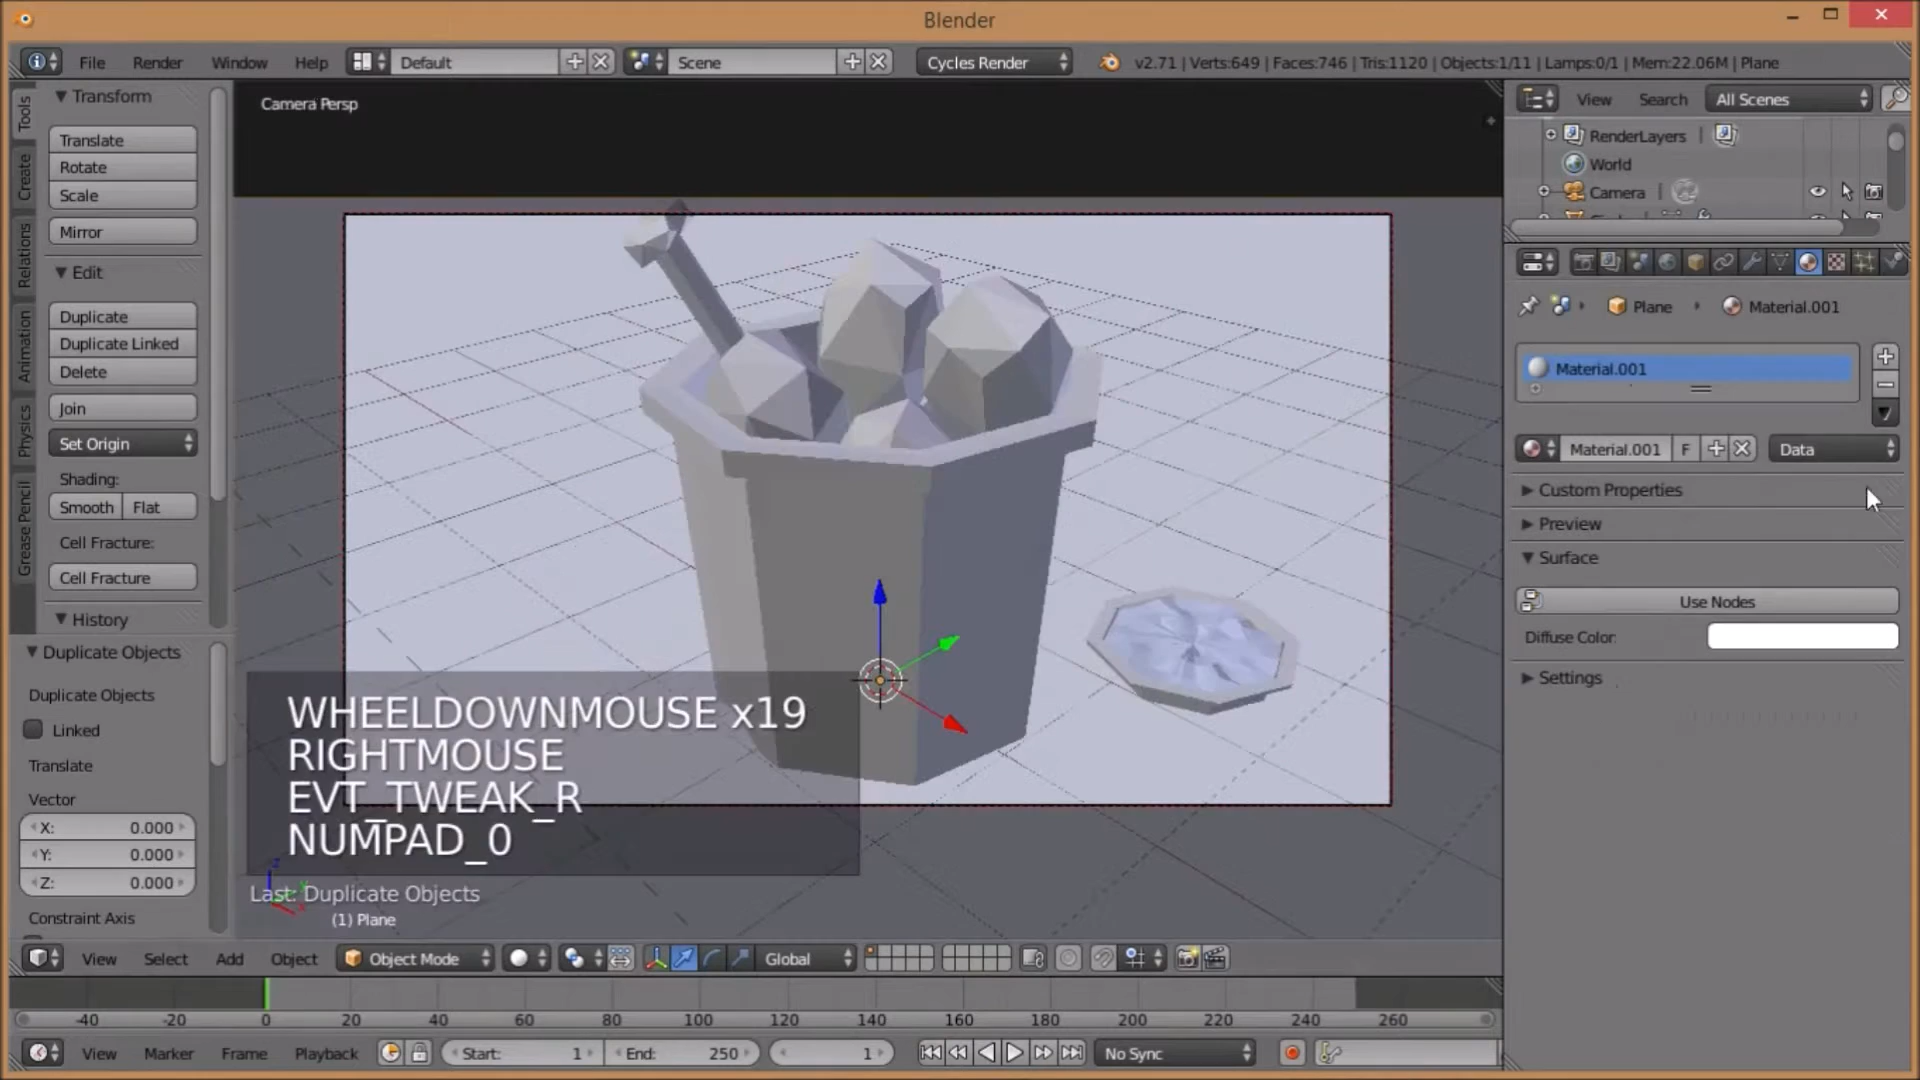 Blender
File Render Window Help Default Scene Cycles Render v2.71 | Verts:649 | Faces:746 | Tris:1120 | Objects:1/11 | Lamps:0/1 | Mem:22.06M | Plane
Tools
Create
Relations
Animation
Physics
Grease Pencil
Transform
Translate
Rotate
Scale
Mirror
Edit
Duplicate
Duplicate Linked
Delete
Join
Set Origin
Shading:
Smooth Flat
Cell Fracture:
Cell Fracture
History
Duplicate Objects
Duplicate Objects
Linked
Translate
Vector
X: 0.000
Y: 0.000
Z: 0.000
Constraint Axis
Camera Persp
WHEELDOWNMOUSE x19
RIGHTMOUSE
EVT_TWEAK_R
NUMPAD_0
Last: Duplicate Objects
(1) Plane
View Select Add Object Object Mode Global
-40 -20 0 20 40 60 80 100 120 140 160 180 200 220 240 260
View Marker Frame Playback Start: 1 End: 250 1 No Sync
View Search All Scenes
RenderLayers
World
Camera
Plane Material.001
Material.001
Material.001 F Data
Custom Properties
Preview
Surface
Use Nodes
Diffuse Color:
Settings